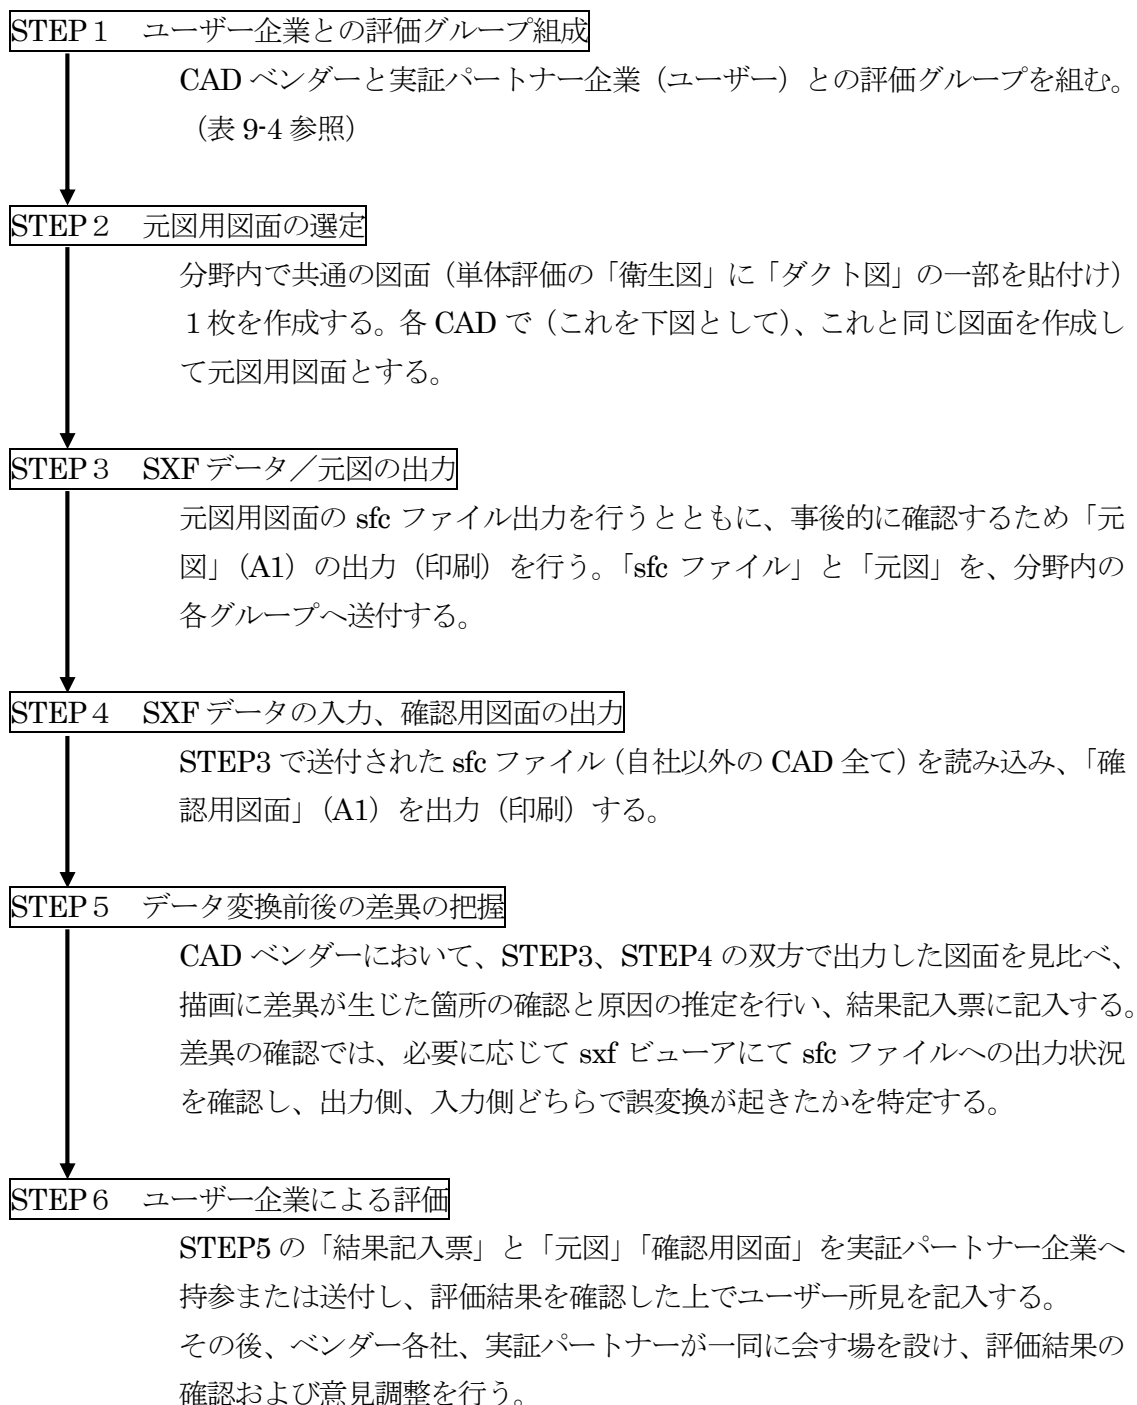 STEP１　ユーザー企業との評価グループ組成
CAD ベンダーと実証パートナー企業（ユーザー）との評価グループを組む。
（表 9-4 参照）
STEP２　元図用図面の選定
分野内で共通の図面（単体評価の「衛生図」に「ダクト図」の一部を貼付け）
１枚を作成する。各 CAD で（これを下図として）、これと同じ図面を作成し
て元図用図面とする。
STEP３　SXF データ／元図の出力
元図用図面の sfc ファイル出力を行うとともに、事後的に確認するため「元
図」（A1）の出力（印刷）を行う。「sfc ファイル」と「元図」を、分野内の
各グループへ送付する。
STEP４　SXF データの入力、確認用図面の出力
STEP3 で送付された sfc ファイル（自社以外の CAD 全て）を読み込み、「確
認用図面」（A1）を出力（印刷）する。
STEP５　データ変換前後の差異の把握
CAD ベンダーにおいて、STEP3、STEP4 の双方で出力した図面を見比べ、
描画に差異が生じた箇所の確認と原因の推定を行い、結果記入票に記入する。
差異の確認では、必要に応じて sxf ビューアにて sfc ファイルへの出力状況
を確認し、出力側、入力側どちらで誤変換が起きたかを特定する。
STEP６　ユーザー企業による評価
STEP5 の「結果記入票」と「元図」「確認用図面」を実証パートナー企業へ
持参または送付し、評価結果を確認した上でユーザー所見を記入する。
その後、ベンダー各社、実証パートナーが一同に会す場を設け、評価結果の
確認および意見調整を行う。